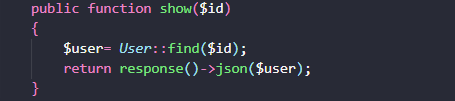 public function show($id)
{
    $user= User::find($id);
    return response()->json($user);
}